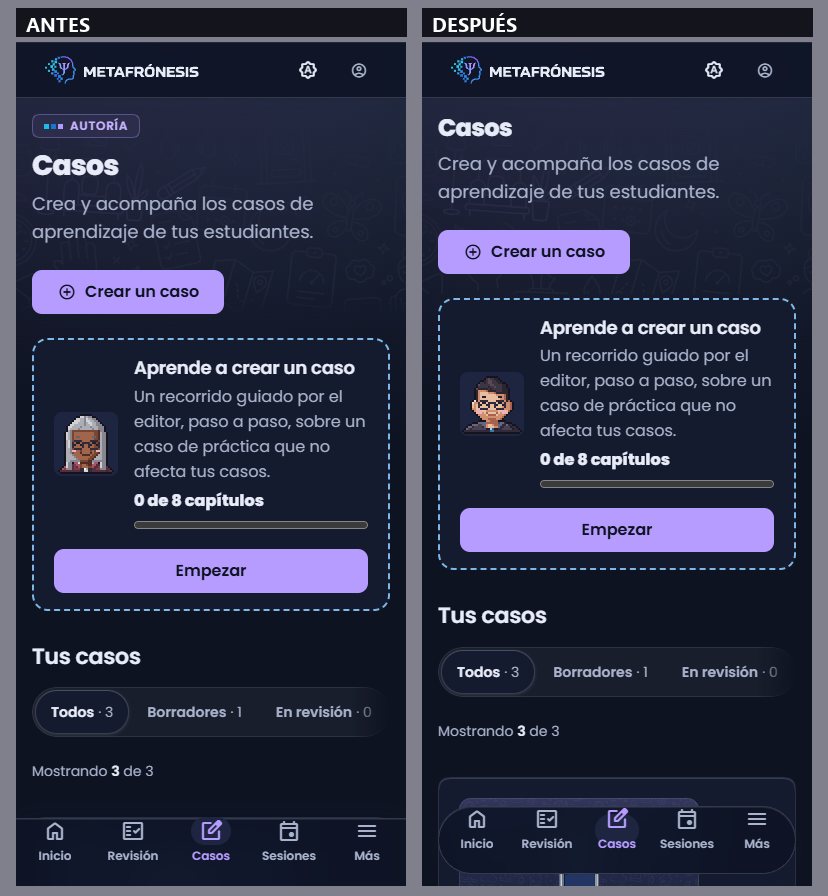 ANTES
METAFRÓNESIS
AUTORÍA
Casos
Crea y acompaña los casos de
aprendizaje de tus estudiantes.
Crear un caso
Aprende a crear un caso
Un recorrido guiado por el
editor, paso a paso, sobre un
caso de práctica que no
afecta tus casos.
0 de 8 capítulos
Empezar
Tus casos
Todos · 3 Borradores · 1 En revisión · 0
Mostrando 3 de 3
Inicio Revisión Casos Sesiones Más
DESPUÉS
METAFRÓNESIS
Casos
Crea y acompaña los casos de
aprendizaje de tus estudiantes.
Crear un caso
Aprende a crear un caso
Un recorrido guiado por el
editor, paso a paso, sobre un
caso de práctica que no
afecta tus casos.
0 de 8 capítulos
Empezar
Tus casos
Todos · 3 Borradores · 1 En revisión · 0
Mostrando 3 de 3
Inicio Revisión Casos Sesiones Más